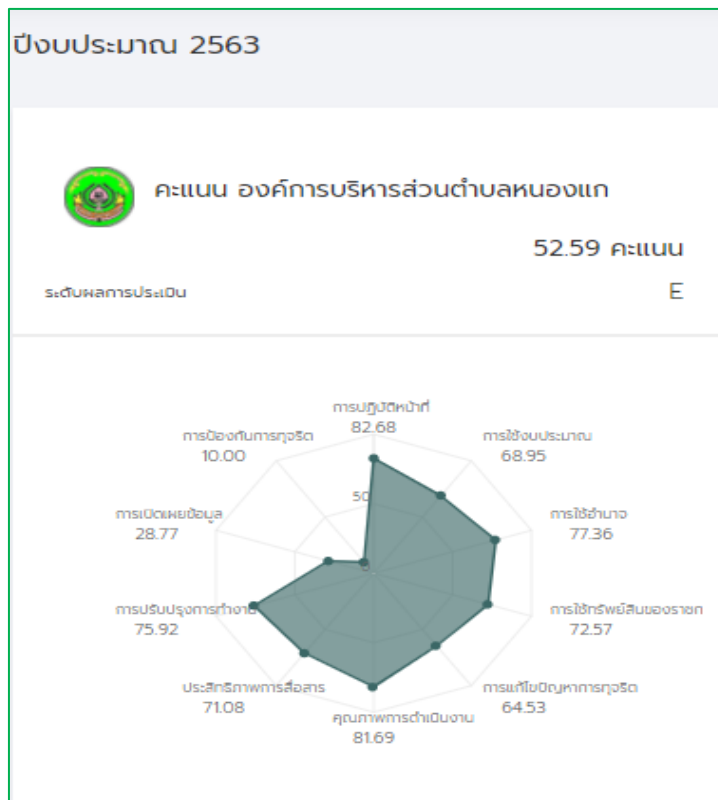 ปีงบประมาณ 2563
คะแนน องค์การบริหารส่วนตำบลหนองแก
52.59 คะแนน
ระดับผลการประเมิน
E
การปฏิบัติหน้าที่
82.68
การป้องกันการทุจริต
10.00
การใช้งบประมาณ
68.95
50
การเปิดเผยข้อมูล
28.77
การใช้อำนาจ
77.36
0
การปรับปรุงการทำงาน
75.92
การใช้ทรัพย์สินของราชก
72.57
ประสิทธิภาพการสื่อสาร
71.08
การแก้ไขปัญหาการทุจริต
64.53
คุณภาพการดำเนินงาน
81.69